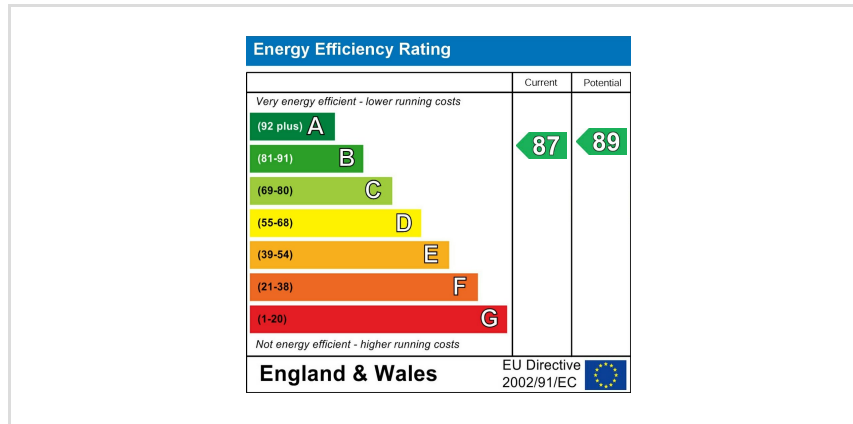 Energy Efficiency Rating
Current Potential
Very energy efficient - lower running costs
(92 plus) A
(81-91) B
87 89
(69-80) C
(55-68) D
(39-54) E
(21-38) F
(1-20) G
Not energy efficient - higher running costs
England & Wales
EU Directive
2002/91/EC